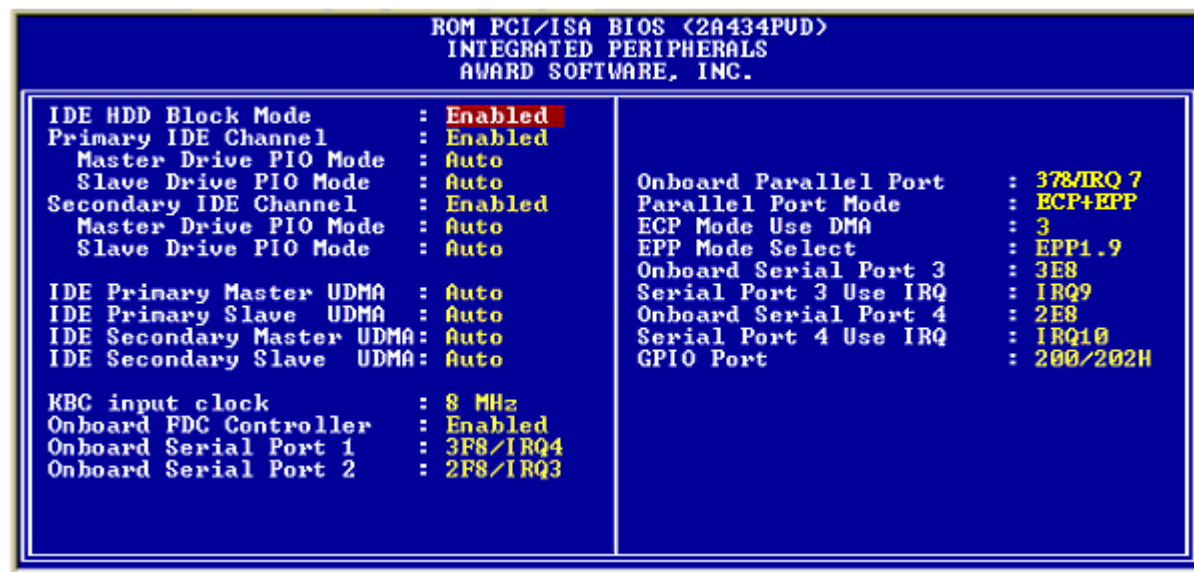 ROM PCI/ISA BIOS (2A434PVD)
INTEGRATED PERIPHERALS
AWARD SOFTWARE, INC.
IDE HDD Block Mode : Enabled
Primary IDE Channel : Enabled
Master Drive PIO Mode : Auto
Slave Drive PIO Mode : Auto
Secondary IDE Channel : Enabled
Master Drive PIO Mode : Auto
Slave Drive PIO Mode : Auto
IDE Primary Master UDMA : Auto
IDE Primary Slave UDMA : Auto
IDE Secondary Master UDMA: Auto
IDE Secondary Slave UDMA: Auto
KBC input clock : 8 MHz
Onboard FDC Controller : Enabled
Onboard Serial Port 1 : 3F8/IRQ4
Onboard Serial Port 2 : 2F8/IRQ3
Onboard Parallel Port : 378/IRQ 7
Parallel Port Mode : ECP+EPP
ECP Mode Use DMA : 3
EPP Mode Select : EPP1.9
Onboard Serial Port 3 : 3E8
Serial Port 3 Use IRQ : IRQ9
Onboard Serial Port 4 : 2E8
Serial Port 4 Use IRQ : IRQ10
GPIO Port : 200/202H